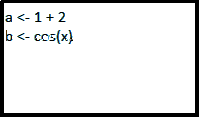 a <- 1 + 2
b <- cos(x)